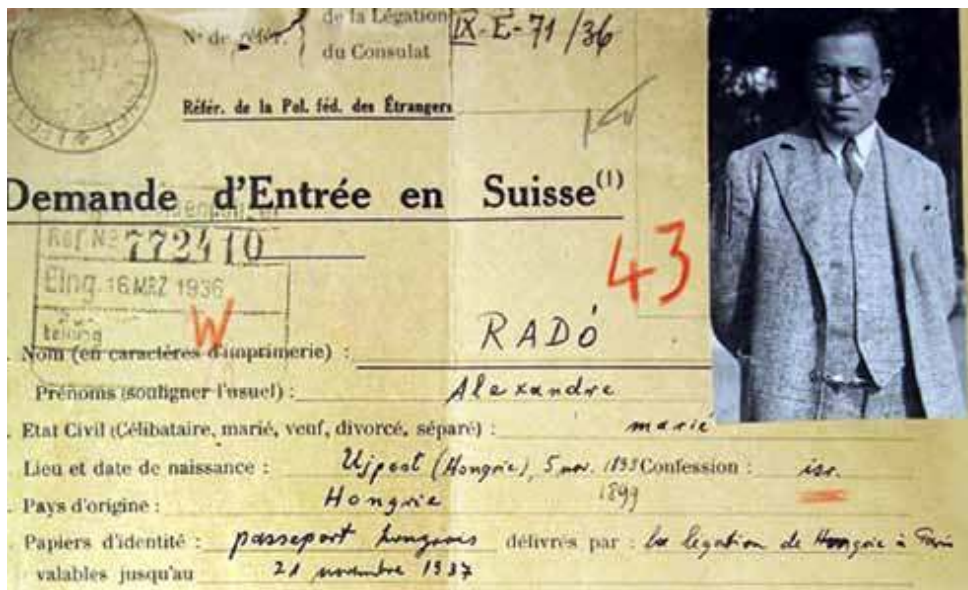 de la Légation
N° de référ. IX-E-71/36
du Consulat
Référ. de la Pol. féd. des Étrangers
Demande d'Entrée en Suisse(1)
Ref. No 772410
Eing. 16 MRZ 1936
43
W
RADÓ
Nom (en caractères d'imprimerie) :
Prénoms (souligner l'usuel) : Alexandre
Etat Civil (Célibataire, marié, veuf, divorcé, séparé) : marié
Lieu et date de naissance : Ujpest (Hongrie), 5 nov. 1899 Confession : isr.
1899
Pays d'origine : Hongrie
Papiers d'identité : passeport hongrois délivrés par : la légation de Hongrie à Paris
valables jusqu'au 21 novembre 1937